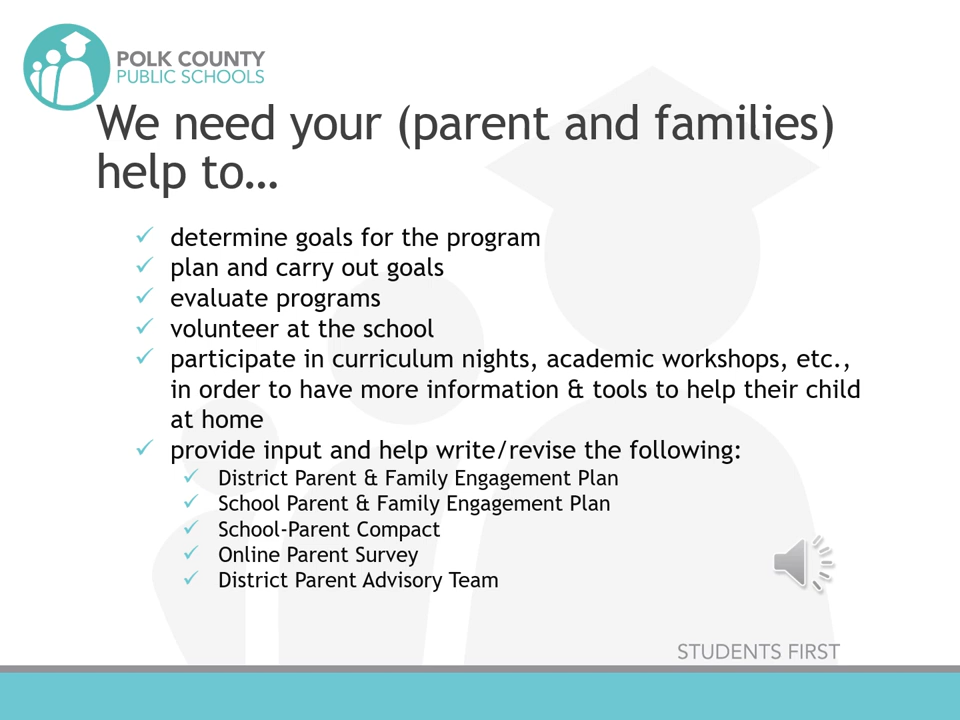 POLK COUNTY
PUBLIC SCHOOLS
We need your (parent and families)
help to…
determine goals for the program
plan and carry out goals
evaluate programs
volunteer at the school
participate in curriculum nights, academic workshops, etc.,
in order to have more information & tools to help their child
at home
provide input and help write/revise the following:
District Parent & Family Engagement Plan
School Parent & Family Engagement Plan
School-Parent Compact
Online Parent Survey
District Parent Advisory Team
STUDENTS FIRST